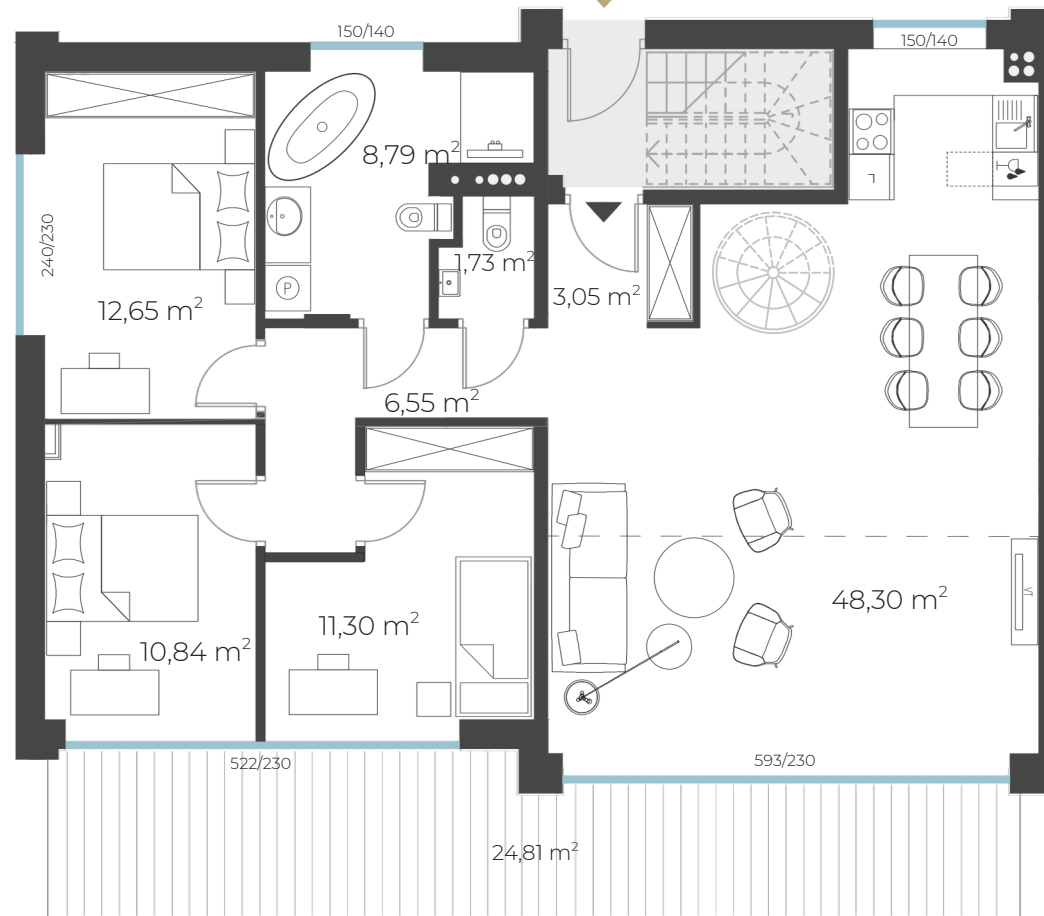 150/140
150/140
8,79 m²
240/230
1,73 m²
P
L
3,05 m²
12,65 m²
6,55 m²
48,30 m²
TV
11,30 m²
10,84 m²
522/230
593/230
24,81 m²